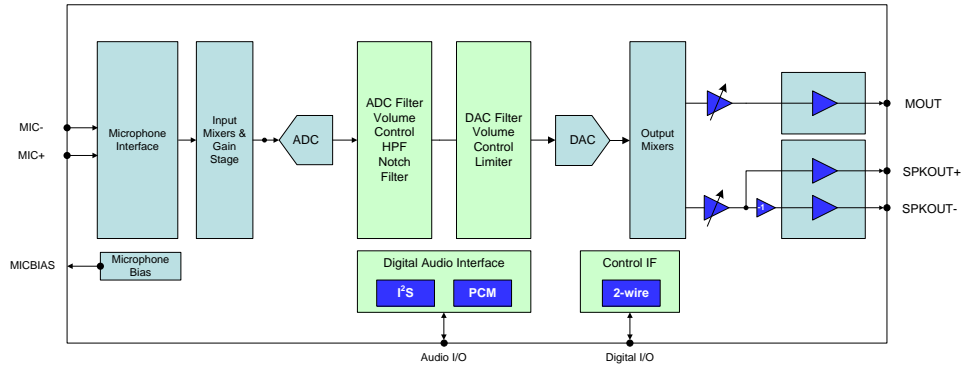 MIC-
MIC+
MICBIAS
Microphone
Interface
Microphone
Bias
Input
Mixers &
Gain
Stage
ADC
ADC Filter
Volume
Control
HPF
Notch
Filter
DAC Filter
Volume
Control
Limiter
DAC
Output
Mixers
-1
MOUT
SPKOUT+
SPKOUT-
Digital Audio Interface
I²S
PCM
Control IF
2-wire
Audio I/O
Digital I/O